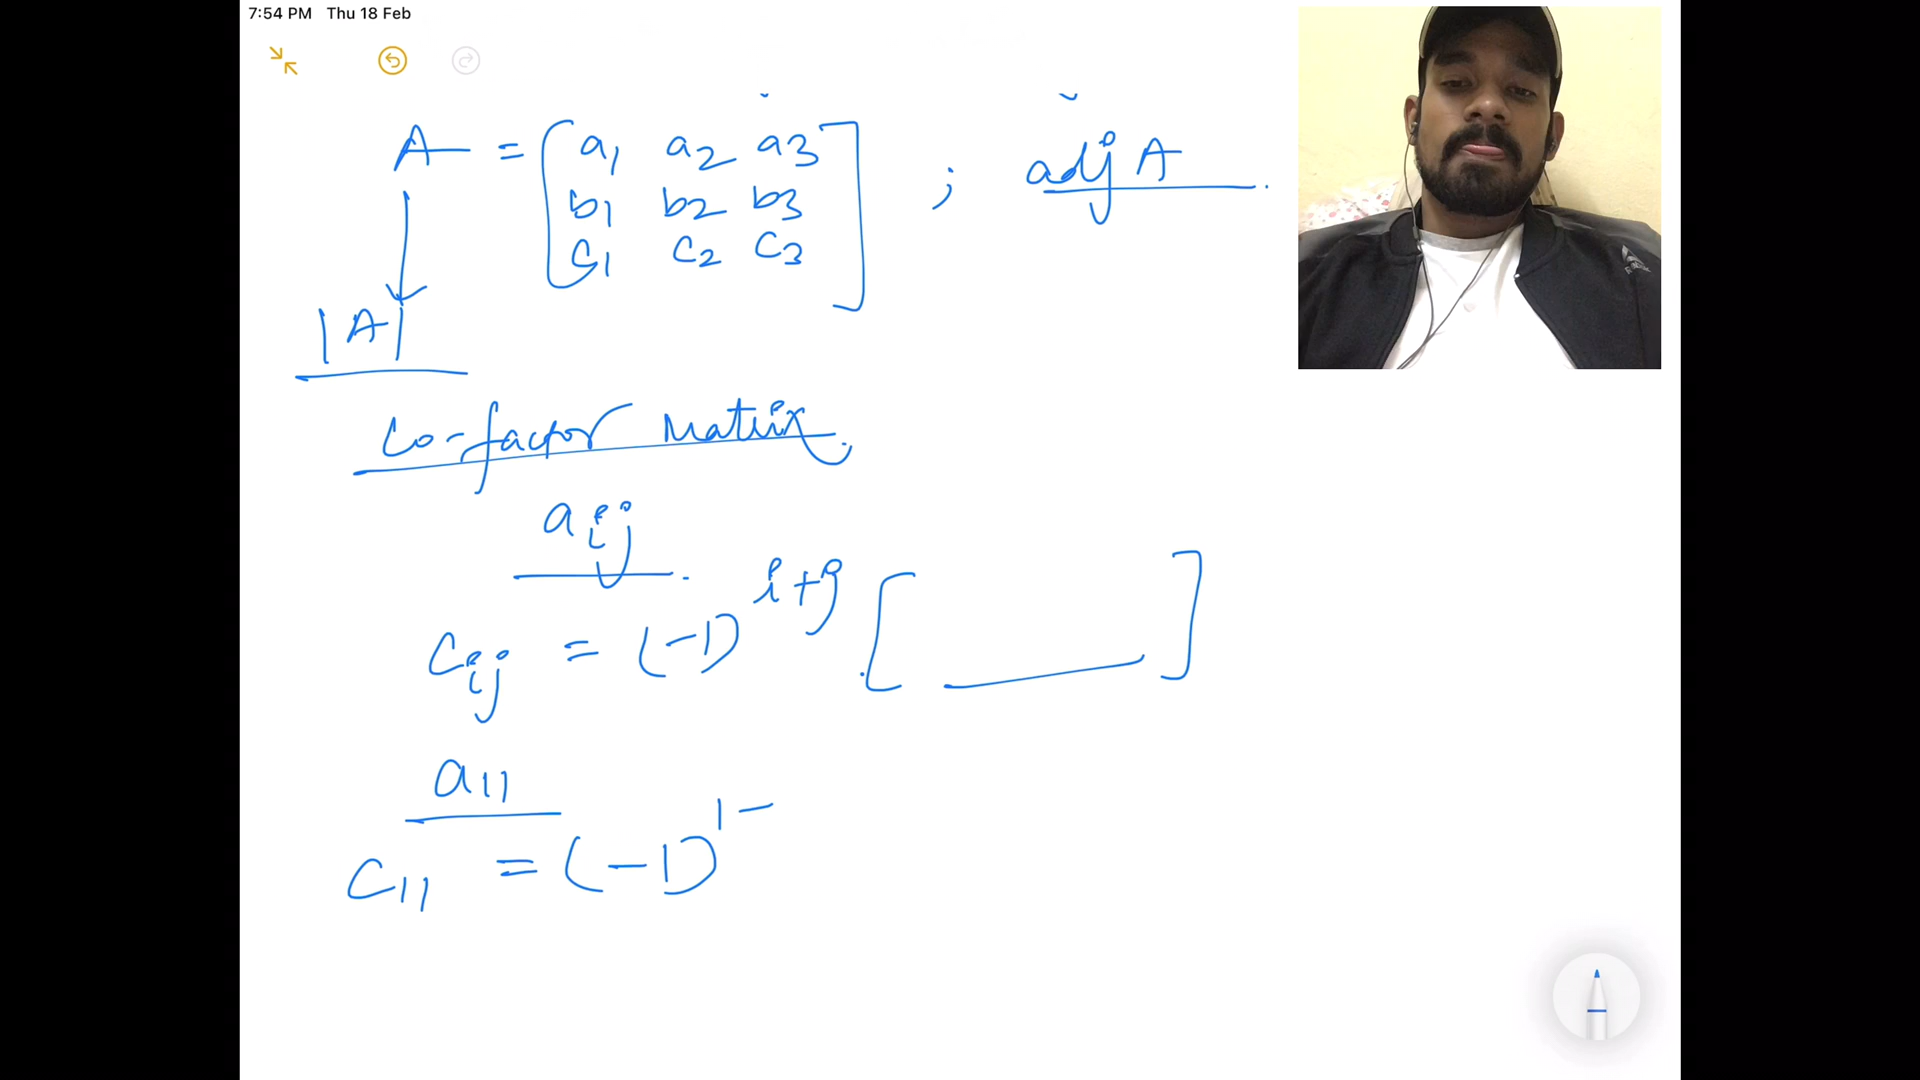 7:54 PM Thu 18 Feb
A = [a1 a2 a3
b1 b2 b3
c1 c2 c3] ; adj A
|A|
Co-factor Matrix.
aij
Cij = (-1)^i+j [ ]
a11
C11 = (-1)^1-